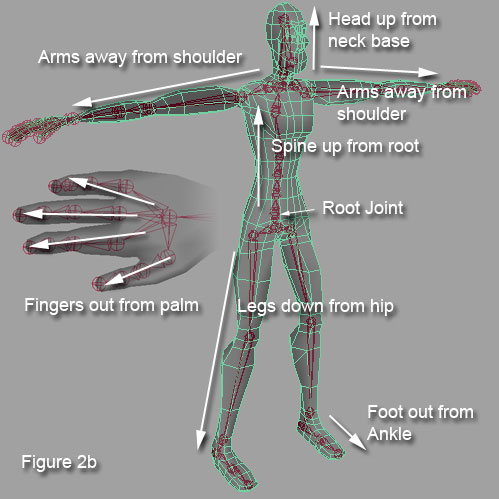 Head up from
neck base
Arms away from shoulder
Arms away from
shoulder
Spine up from root
Root Joint
Fingers out from palm
Legs down from hip
Foot out from
Ankle
Figure 2b